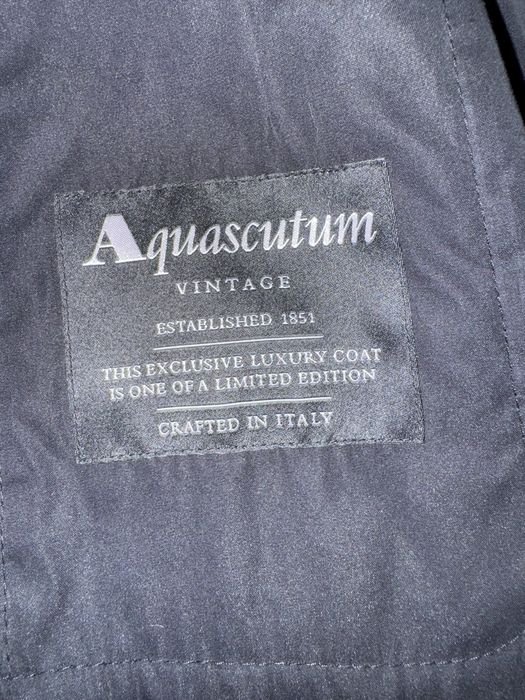 Aquascutum
VINTAGE
ESTABLISHED 1851
THIS EXCLUSIVE LUXURY COAT
IS ONE OF A LIMITED EDITION
CRAFTED IN ITALY